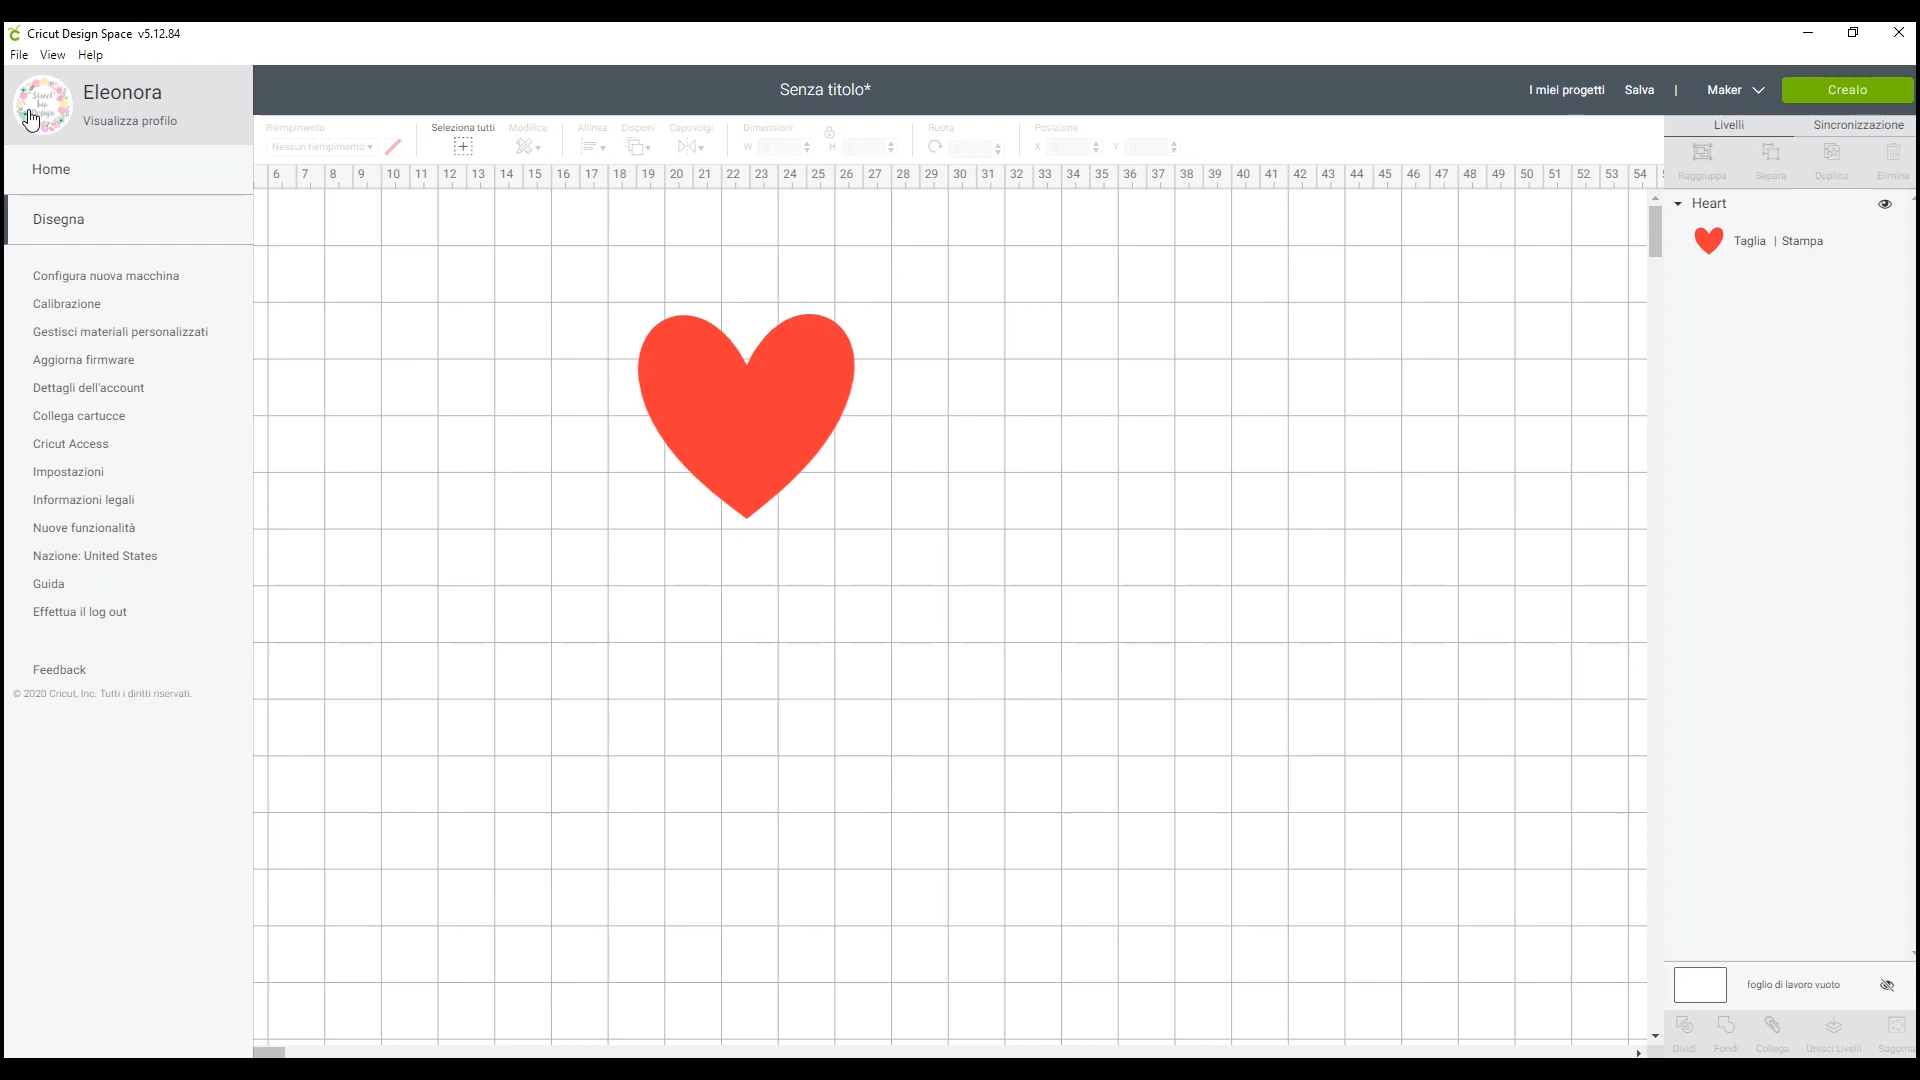 Cricut Design Space v5.12.84
File View Help
Eleonora
Visualizza profilo
Senza titolo*
I miei progetti Salva | Maker Crealo
Home
Disegna
Configura nuova macchina
Calibrazione
Gestisci materiali personalizzati
Aggiorna firmware
Dettagli dell'account
Collega cartucce
Cricut Access
Impostazioni
Informazioni legali
Nuove funzionalità
Nazione: United States
Guida
Effettua il log out
Feedback
© 2020 Cricut, Inc. Tutti i diritti riservati.
Riempimento Seleziona tutti Modifica Allinea Disponi Capovolgi Dimensioni Ruota Posizione
Nessun riempimento W 0 H 0 0 X 0 Y 0
6 7 8 9 10 11 12 13 14 15 16 17 18 19 20 21 22 23 24 25 26 27 28 29 30 31 32 33 34 35 36 37 38 39 40 41 42 43 44 45 46 47 48 49 50 51 52 53 54
Livelli Sincronizzazione
Raggruppa Separa Duplica Elimina
Heart
Taglia | Stampa
foglio di lavoro vuoto
Dividi Fondi Collega Unisci Livelli Sagoma